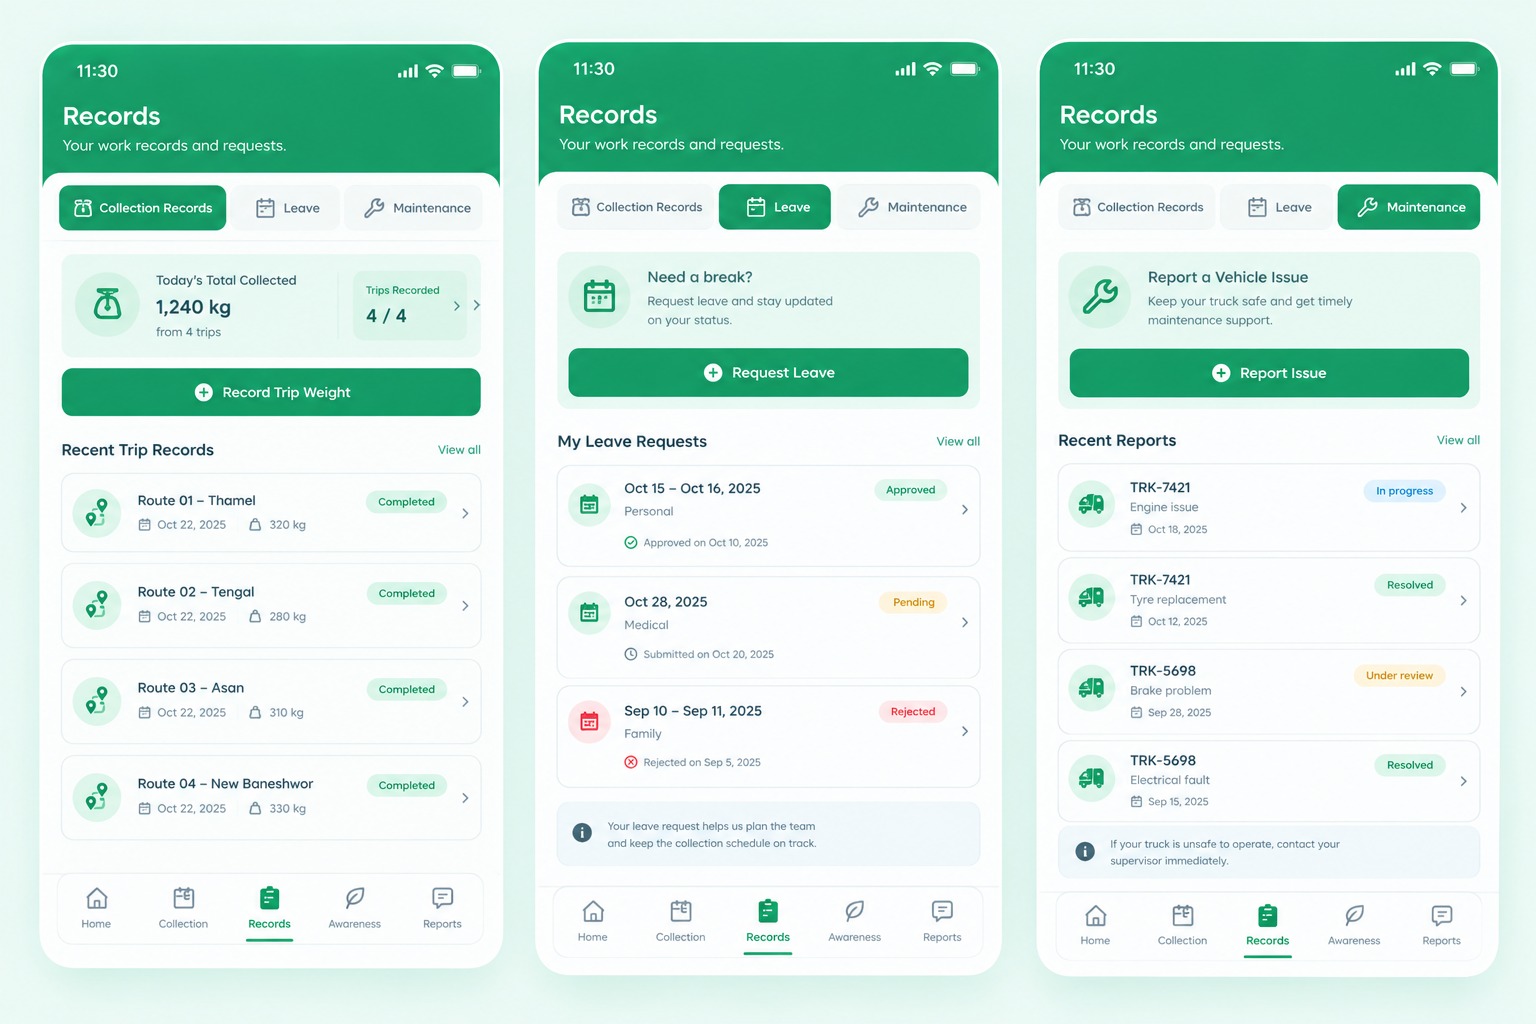 11:30
Records
Your work records and requests.
Collection Records
Leave
Maintenance
Today's Total Collected
1,240 kg
from 4 trips
Trips Recorded
4 / 4
Record Trip Weight
Recent Trip Records
View all
Route 01 – Thamel
Completed
Oct 22, 2025
320 kg
Route 02 – Tengal
Completed
Oct 22, 2025
280 kg
Route 03 – Asan
Completed
Oct 22, 2025
310 kg
Route 04 – New Baneshwor
Completed
Oct 22, 2025
330 kg
Home
Collection
Records
Awareness
Reports
11:30
Records
Your work records and requests.
Collection Records
Leave
Maintenance
Need a break?
Request leave and stay updated
on your status.
Request Leave
My Leave Requests
View all
Oct 15 – Oct 16, 2025
Approved
Personal
Approved on Oct 10, 2025
Oct 28, 2025
Pending
Medical
Submitted on Oct 20, 2025
Sep 10 – Sep 11, 2025
Rejected
Family
Rejected on Sep 5, 2025
Your leave request helps us plan the team
and keep the collection schedule on track.
Home
Collection
Records
Awareness
Reports
11:30
Records
Your work records and requests.
Collection Records
Leave
Maintenance
Report a Vehicle Issue
Keep your truck safe and get timely
maintenance support.
Report Issue
Recent Reports
View all
TRK-7421
In progress
Engine issue
Oct 18, 2025
TRK-7421
Resolved
Tyre replacement
Oct 12, 2025
TRK-5698
Under review
Brake problem
Sep 28, 2025
TRK-5698
Resolved
Electrical fault
Sep 15, 2025
If your truck is unsafe to operate, contact your
supervisor immediately.
Home
Collection
Records
Awareness
Reports